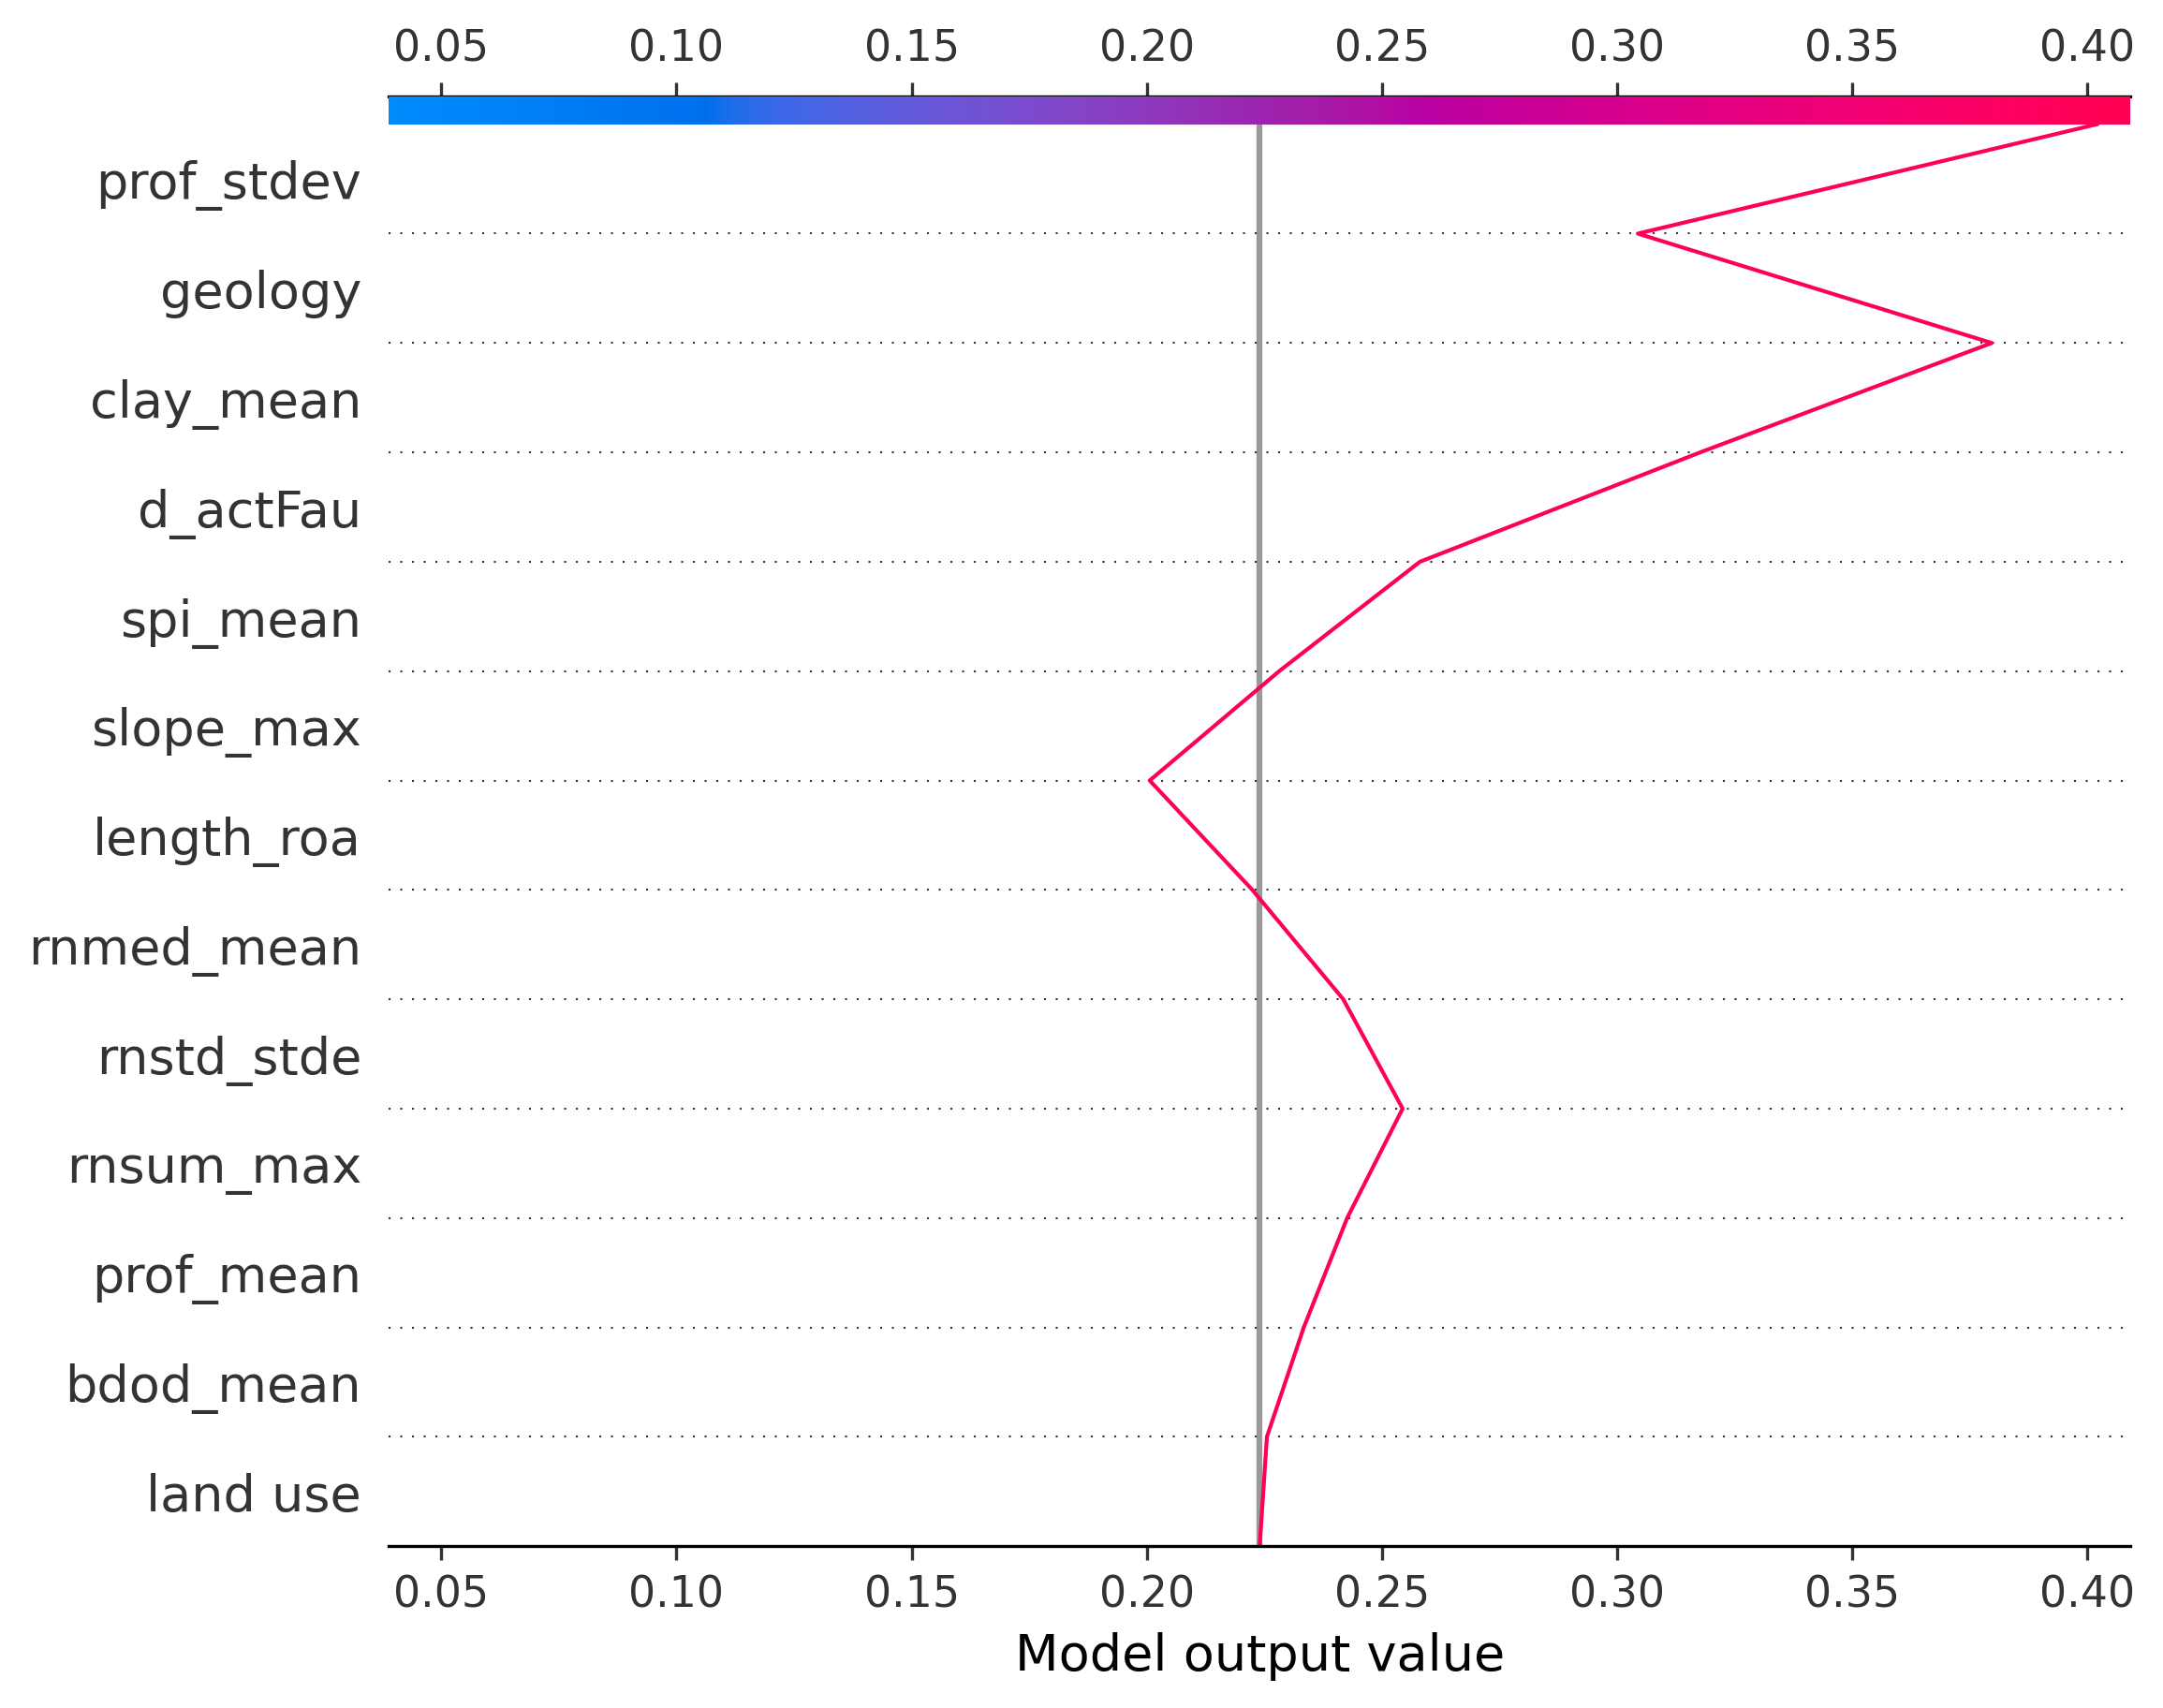 0.05 0.10 0.15 0.20 0.25 0.30 0.35 0.40
prof_stdev
geology
clay_mean
d_actFau
spi_mean
slope_max
length_roa
rnmed_mean
rnstd_stde
rnsum_max
prof_mean
bdod_mean
land use
0.05 0.10 0.15 0.20 0.25 0.30 0.35 0.40
Model output value